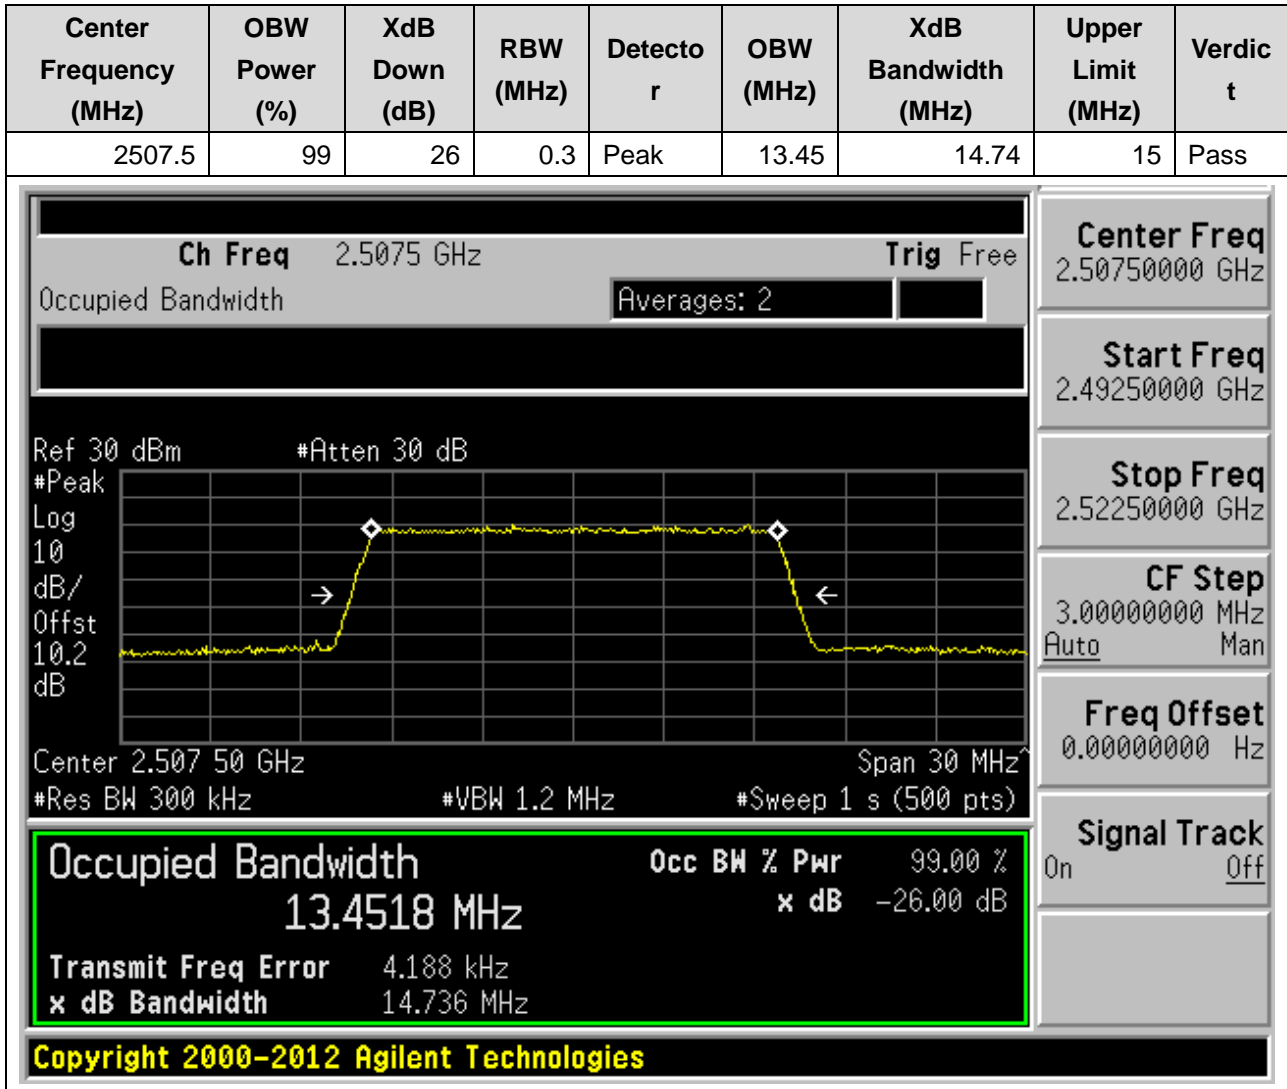 Center Frequency (MHz) OBW Power (%) XdB Down (dB) RBW (MHz) Detector OBW (MHz) XdB Bandwidth (MHz) Upper Limit (MHz) Verdict
2507.5 99 26 0.3 Peak 13.45 14.74 15 Pass
Ch Freq 2.5075 GHz Trig Free
Occupied Bandwidth Averages: 2
Center Freq
2.50750000 GHz
Start Freq
2.49250000 GHz
Stop Freq
2.52250000 GHz
CF Step
3.00000000 MHz
Auto Man
Freq Offset
0.00000000 Hz
Signal Track
On Off
Ref 30 dBm #Atten 30 dB
#Peak
Log
10
dB/
Offst
10.2
dB
Center 2.507 50 GHz Span 30 MHz^
#Res BW 300 kHz #VBW 1.2 MHz #Sweep 1 s (500 pts)
Occupied Bandwidth Occ BW % Pwr 99.00 %
13.4518 MHz x dB -26.00 dB
Transmit Freq Error 4.188 kHz
x dB Bandwidth 14.736 MHz
Copyright 2000-2012 Agilent Technologies